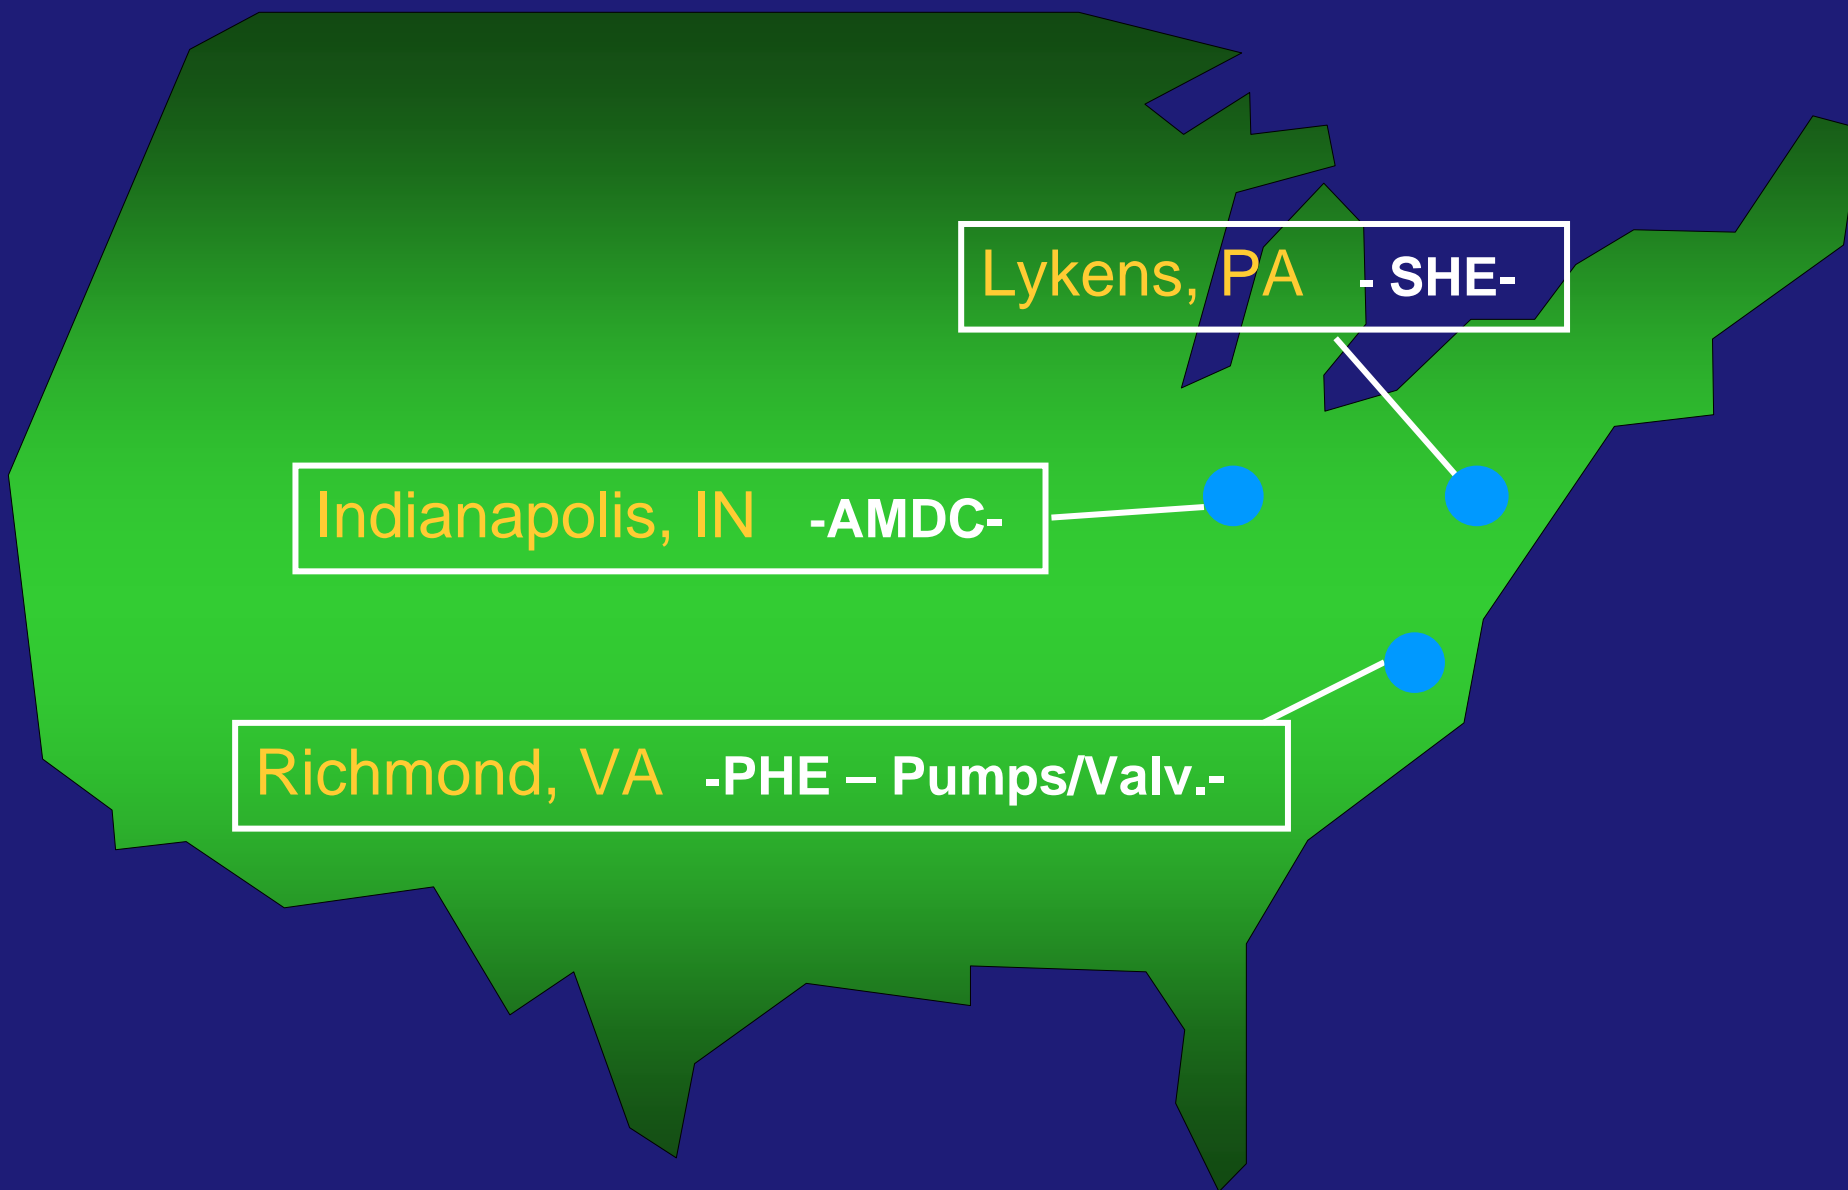 Lykens, PA - SHE-
Indianapolis, IN -AMDC-
Richmond, VA -PHE – Pumps/Valv.-